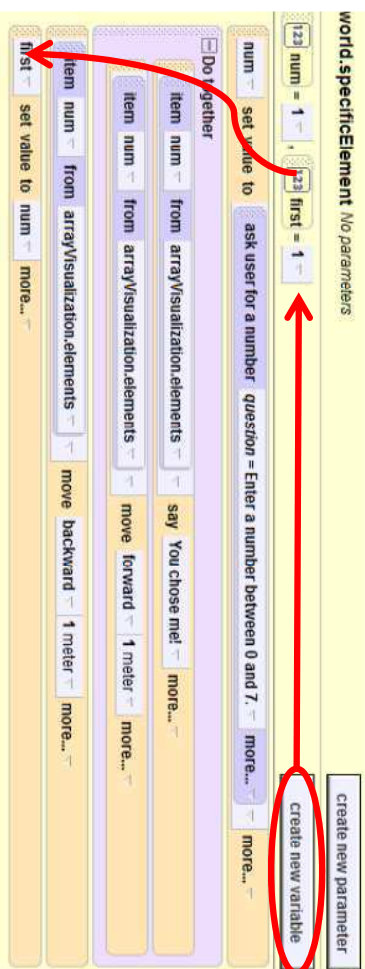 world.specificElement No parameters
create new parameter
123 num = 1 , 123 first = 1
create new variable
num set value to ask user for a number question = Enter a number between 0 and 7. more... more...
Do together
item num from arrayVisualization.elements say You chose me! more...
item num from arrayVisualization.elements move forward 1 meter more...
item num from arrayVisualization.elements move backward 1 meter more...
first set value to num more...